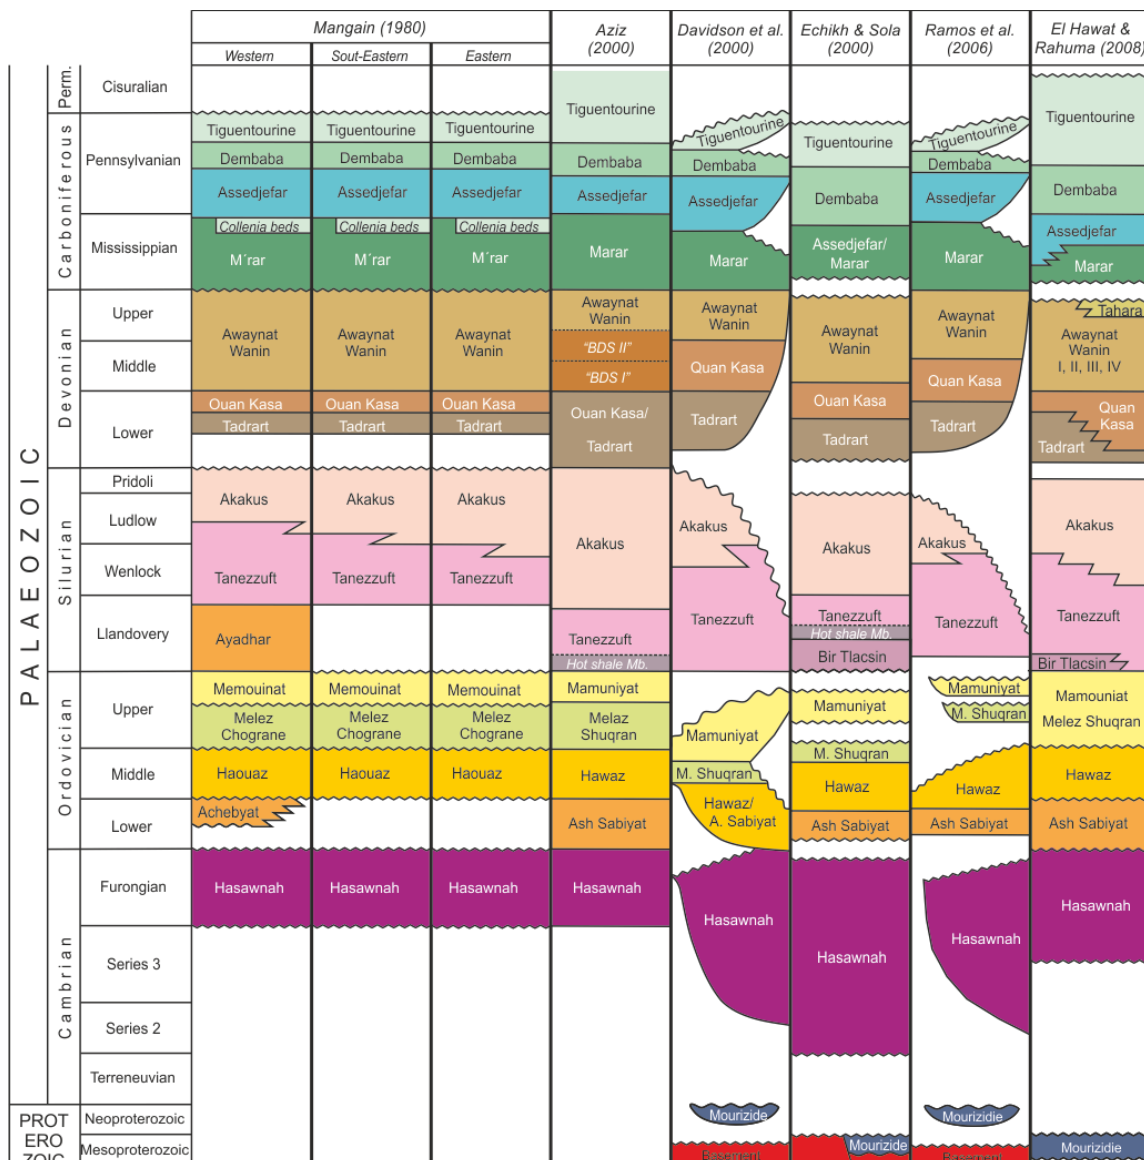 Mangain (1980)
Aziz
(2000)
Davidson et al.
(2000)
Echikh & Sola
(2000)
Ramos et al.
(2006)
El Hawat &
Rahuma (2008)
Western
Sout-Eastern
Eastern
PALAEOZOIC
Perm.
Carboniferous
Devonian
Silurian
Ordovician
Cambrian
PROT
ERO
ZOIC
Cisuralian
Pennsylvanian
Mississippian
Upper
Middle
Lower
Pridoli
Ludlow
Wenlock
Llandovery
Upper
Middle
Lower
Furongian
Series 3
Series 2
Terreneuvian
Neoproterozoic
Mesoproterozoic
Tiguentourine
Dembaba
Assedjefar
Collenia beds
M´rar
Awaynat
Wanin
Ouan Kasa
Tadrart
Akakus
Tanezzuft
Ayadhar
Memouinat
Melez
Chograne
Haouaz
Achebyat
Hasawnah
Tiguentourine
Dembaba
Assedjefar
Collenia beds
M´rar
Awaynat
Wanin
Ouan Kasa
Tadrart
Akakus
Tanezzuft
Memouinat
Melez
Chograne
Haouaz
Hasawnah
Tiguentourine
Dembaba
Assedjefar
Collenia beds
M´rar
Awaynat
Wanin
Ouan Kasa
Tadrart
Akakus
Tanezzuft
Memouinat
Melez
Chograne
Haouaz
Hasawnah
Tiguentourine
Dembaba
Assedjefar
Marar
Awaynat
Wanin
“BDS II”
“BDS I”
Ouan Kasa/
Tadrart
Akakus
Tanezzuft
Hot shale Mb.
Mamuniyat
Melaz
Shuqran
Hawaz
Ash Sabiyat
Hasawnah
Tiguentourine
Dembaba
Assedjefar
Marar
Awaynat
Wanin
Quan Kasa
Tadrart
Akakus
Tanezzuft
Mamuniyat
M. Shuqran
Hawaz/
A. Sabiyat
Hasawnah
Mourizide
Basement
Tiguentourine
Dembaba
Assedjefar/
Marar
Awaynat
Wanin
Ouan Kasa
Tadrart
Akakus
Tanezzuft
Hot shale Mb.
Bir Tlacsin
Mamuniyat
M. Shuqran
Hawaz
Ash Sabiyat
Hasawnah
Mourizide
Tiguentourine
Dembaba
Assedjefar
Marar
Awaynat
Wanin
Quan Kasa
Tadrart
Akakus
Tanezzuft
Mamuniyat
M. Shuqran
Hawaz
Ash Sabiyat
Hasawnah
Mourizidie
Basement
Tiguentourine
Dembaba
Assedjefar
Marar
Tahara
Awaynat
Wanin
I, II, III, IV
Quan
Kasa
Tadrart
Akakus
Tanezzuft
Bir Tlacsin
Mamouniat
Melez Shuqran
Hawaz
Ash Sabiyat
Hasawnah
Mourizidie